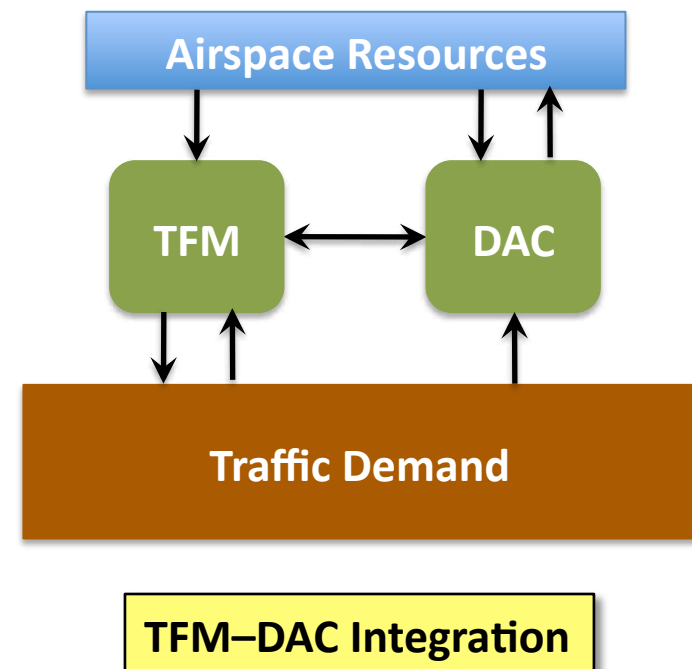 Airspace Resources
TFM
DAC
Traffic Demand
TFM–DAC Integration